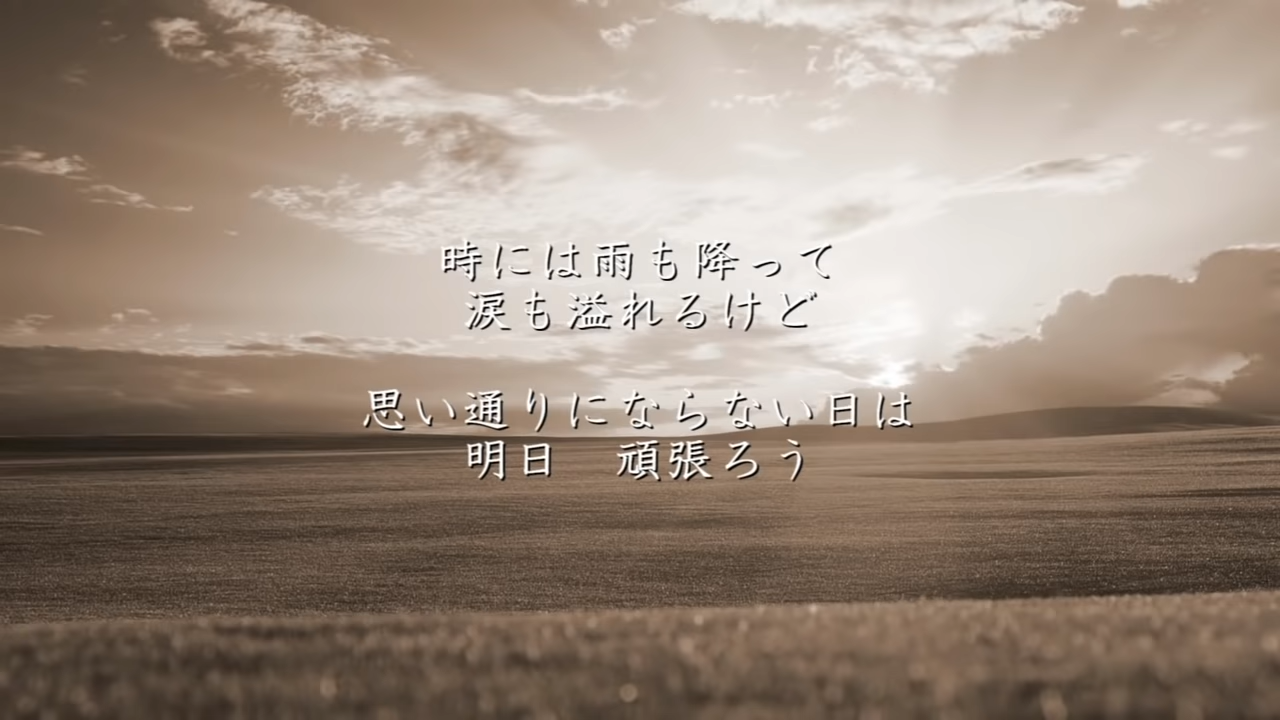 時には雨も降って
涙も溢れるけど
思い通りにならない日は
明日　頑張ろう